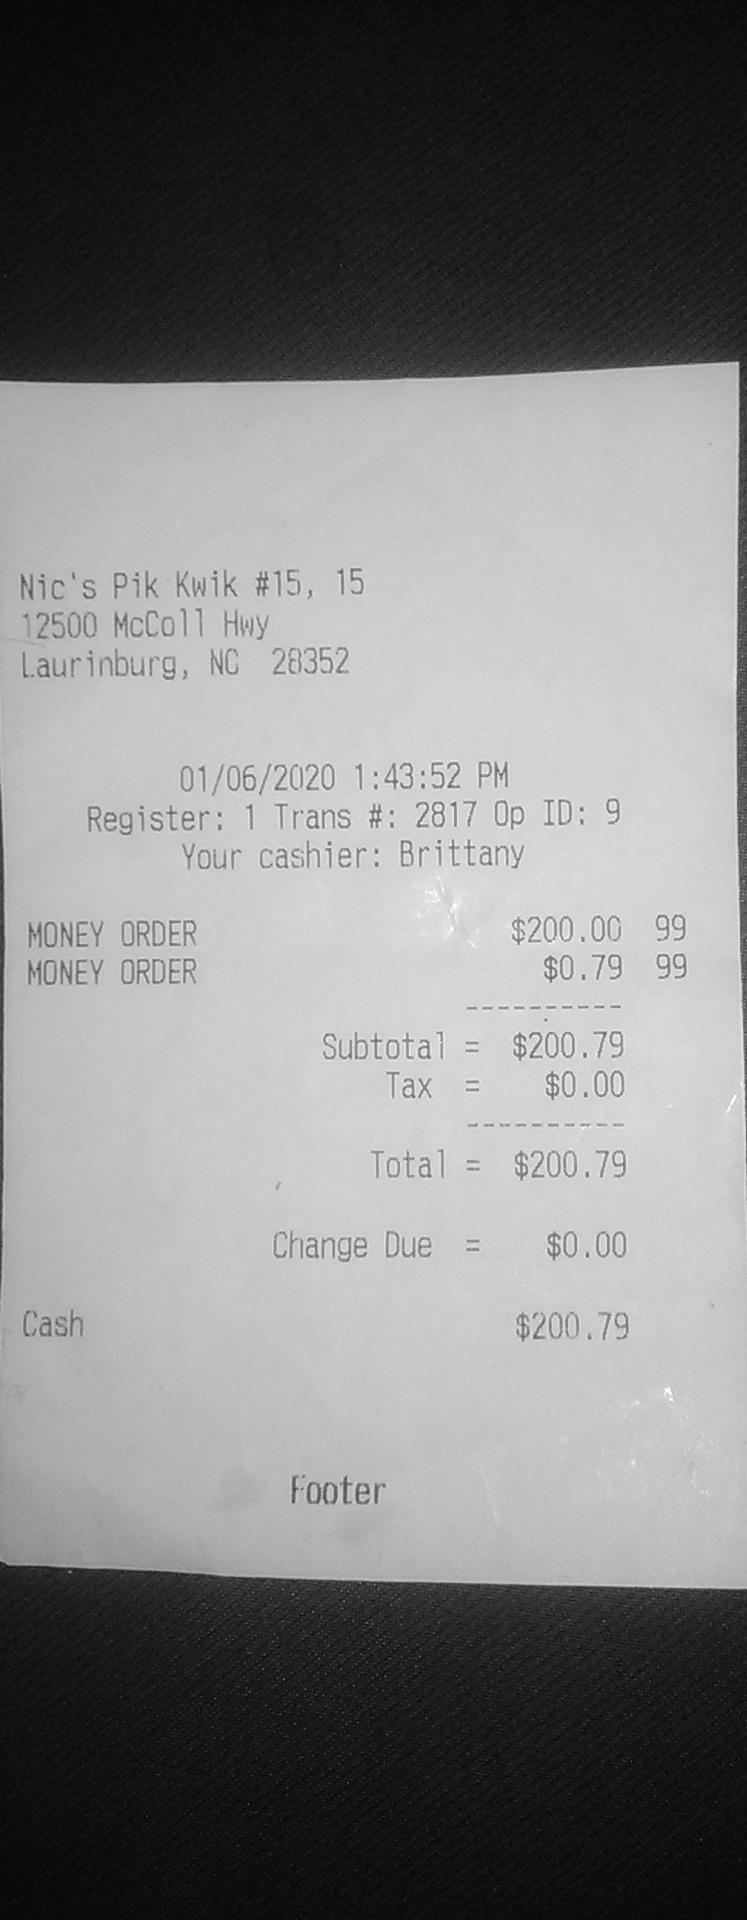 Nic's Pik Kwik #15, 15
12500 McColl Hwy
Laurinburg, NC  28352
01/06/2020 1:43:52 PM
Register: 1 Trans #: 2817 Op ID: 9
Your cashier: Brittany
MONEY ORDER $200.00 99
MONEY ORDER $0.79 99
----------
Subtotal = $200.79
Tax = $0.00
----------
Total = $200.79
Change Due = $0.00
Cash $200.79
Footer